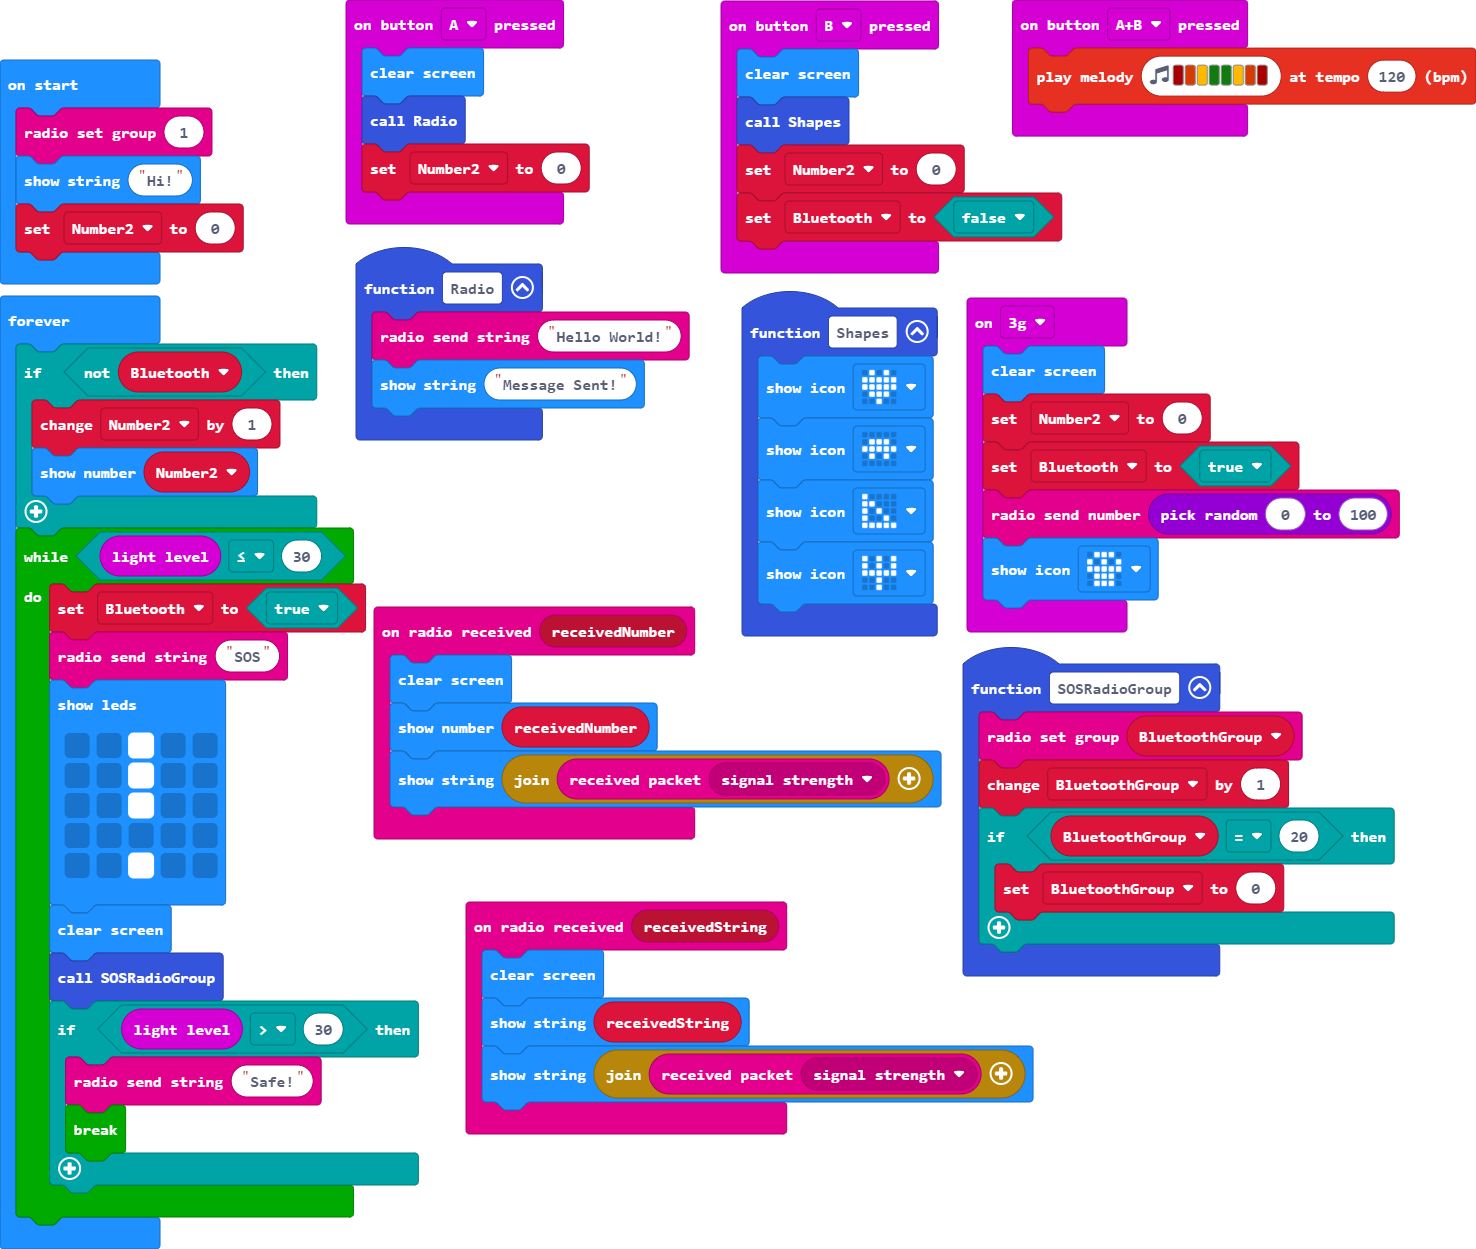 on start
radio set group 1
show string "Hi!"
set Number2 to 0
forever
if not Bluetooth then
change Number2 by 1
show number Number2
while light level ≤ 30
do
set Bluetooth to true
radio send string "SOS"
show leds
clear screen
call SOSRadioGroup
if light level > 30 then
radio send string "Safe!"
break
on button A pressed
clear screen
call Radio
set Number2 to 0
function Radio
radio send string "Hello World!"
show string "Message Sent!"
on radio received receivedNumber
clear screen
show number receivedNumber
show string join received packet signal strength
on radio received receivedString
clear screen
show string receivedString
show string join received packet signal strength
on button B pressed
clear screen
call Shapes
set Number2 to 0
set Bluetooth to false
function Shapes
show icon
show icon
show icon
show icon
on button A+B pressed
play melody at tempo 120 (bpm)
on 3g
clear screen
set Number2 to 0
set Bluetooth to true
radio send number pick random 0 to 100
show icon
function SOSRadioGroup
radio set group BluetoothGroup
change BluetoothGroup by 1
if BluetoothGroup = 20 then
set BluetoothGroup to 0